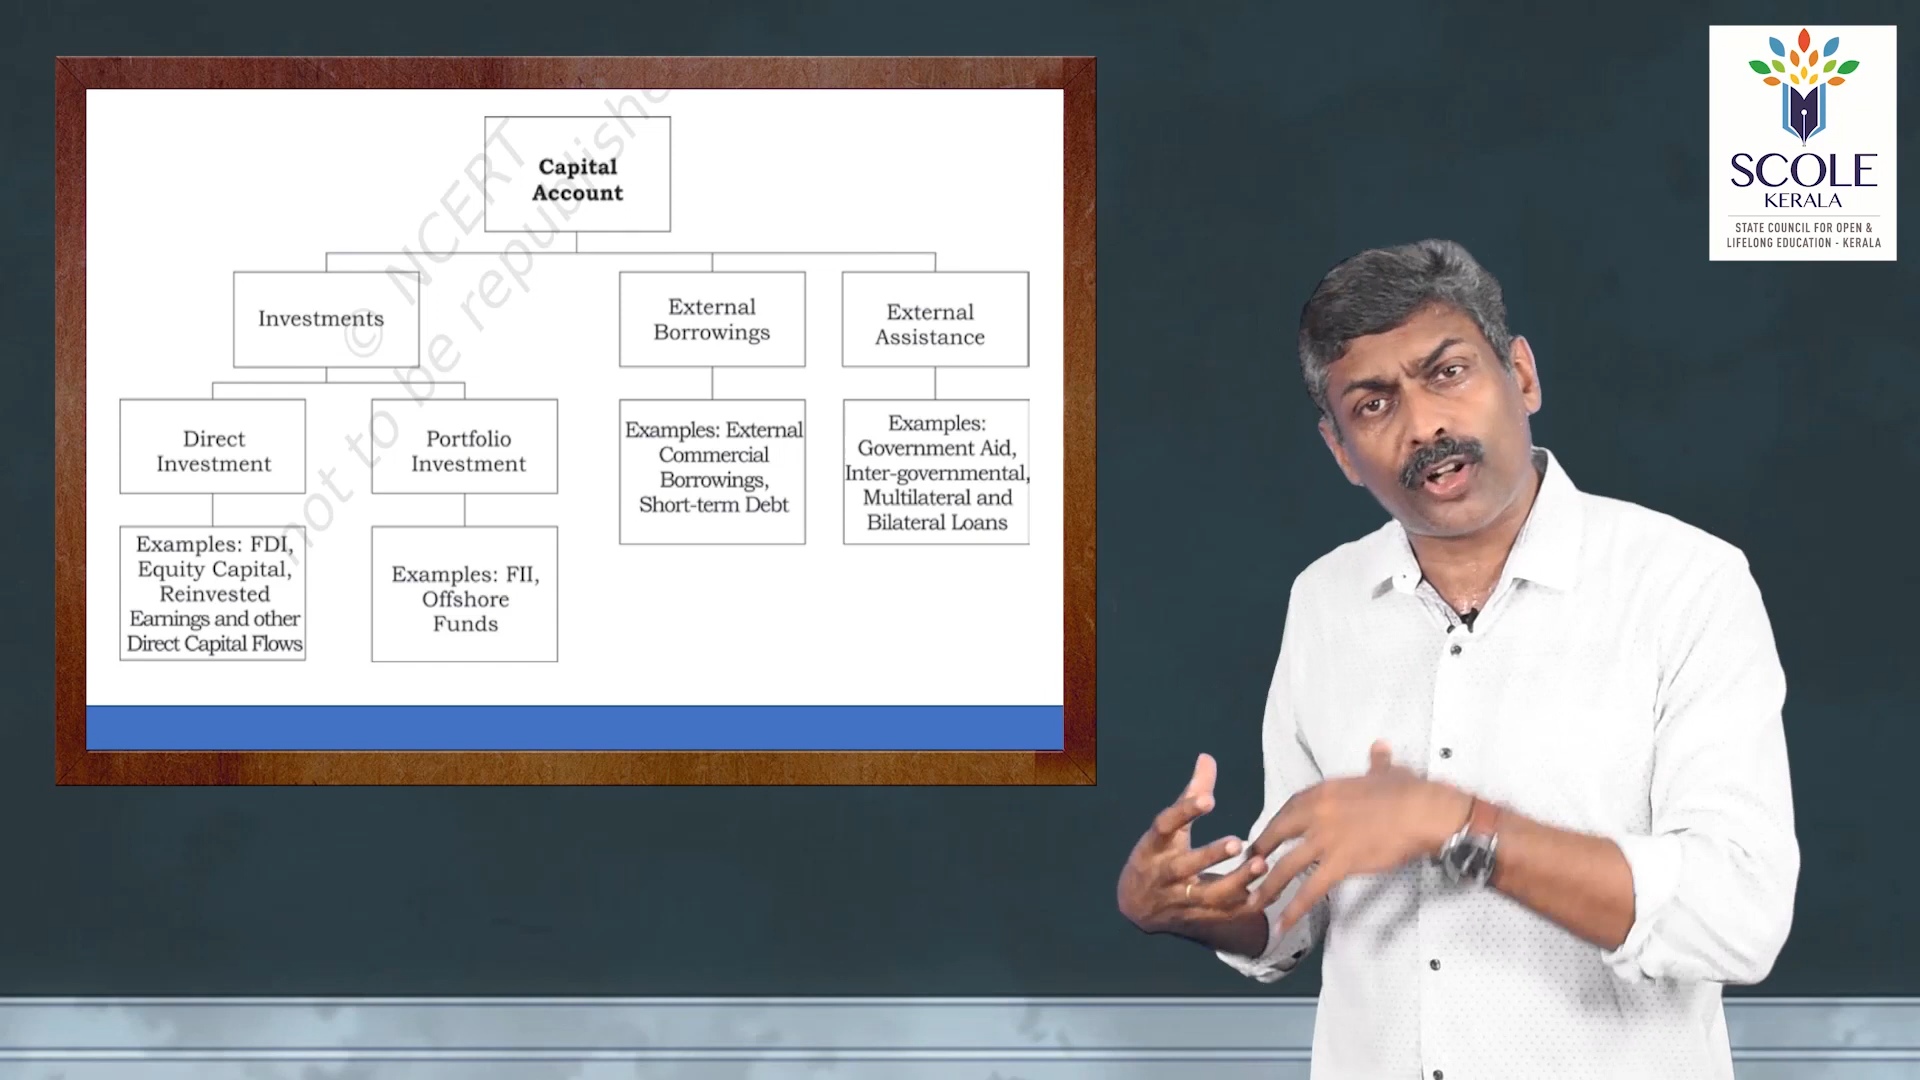 Capital
Account
Investments
External
Borrowings
External
Assistance
Direct
Investment
Portfolio
Investment
Examples: External
Commercial
Borrowings,
Short-term Debt
Examples:
Government Aid,
Inter-governmental,
Multilateral and
Bilateral Loans
Examples: FDI,
Equity Capital,
Reinvested
Earnings and other
Direct Capital Flows
Examples: FII,
Offshore
Funds
© NCERT
not to be republishe
SCOLE
KERALA
STATE COUNCIL FOR OPEN &
LIFELONG EDUCATION - KERALA